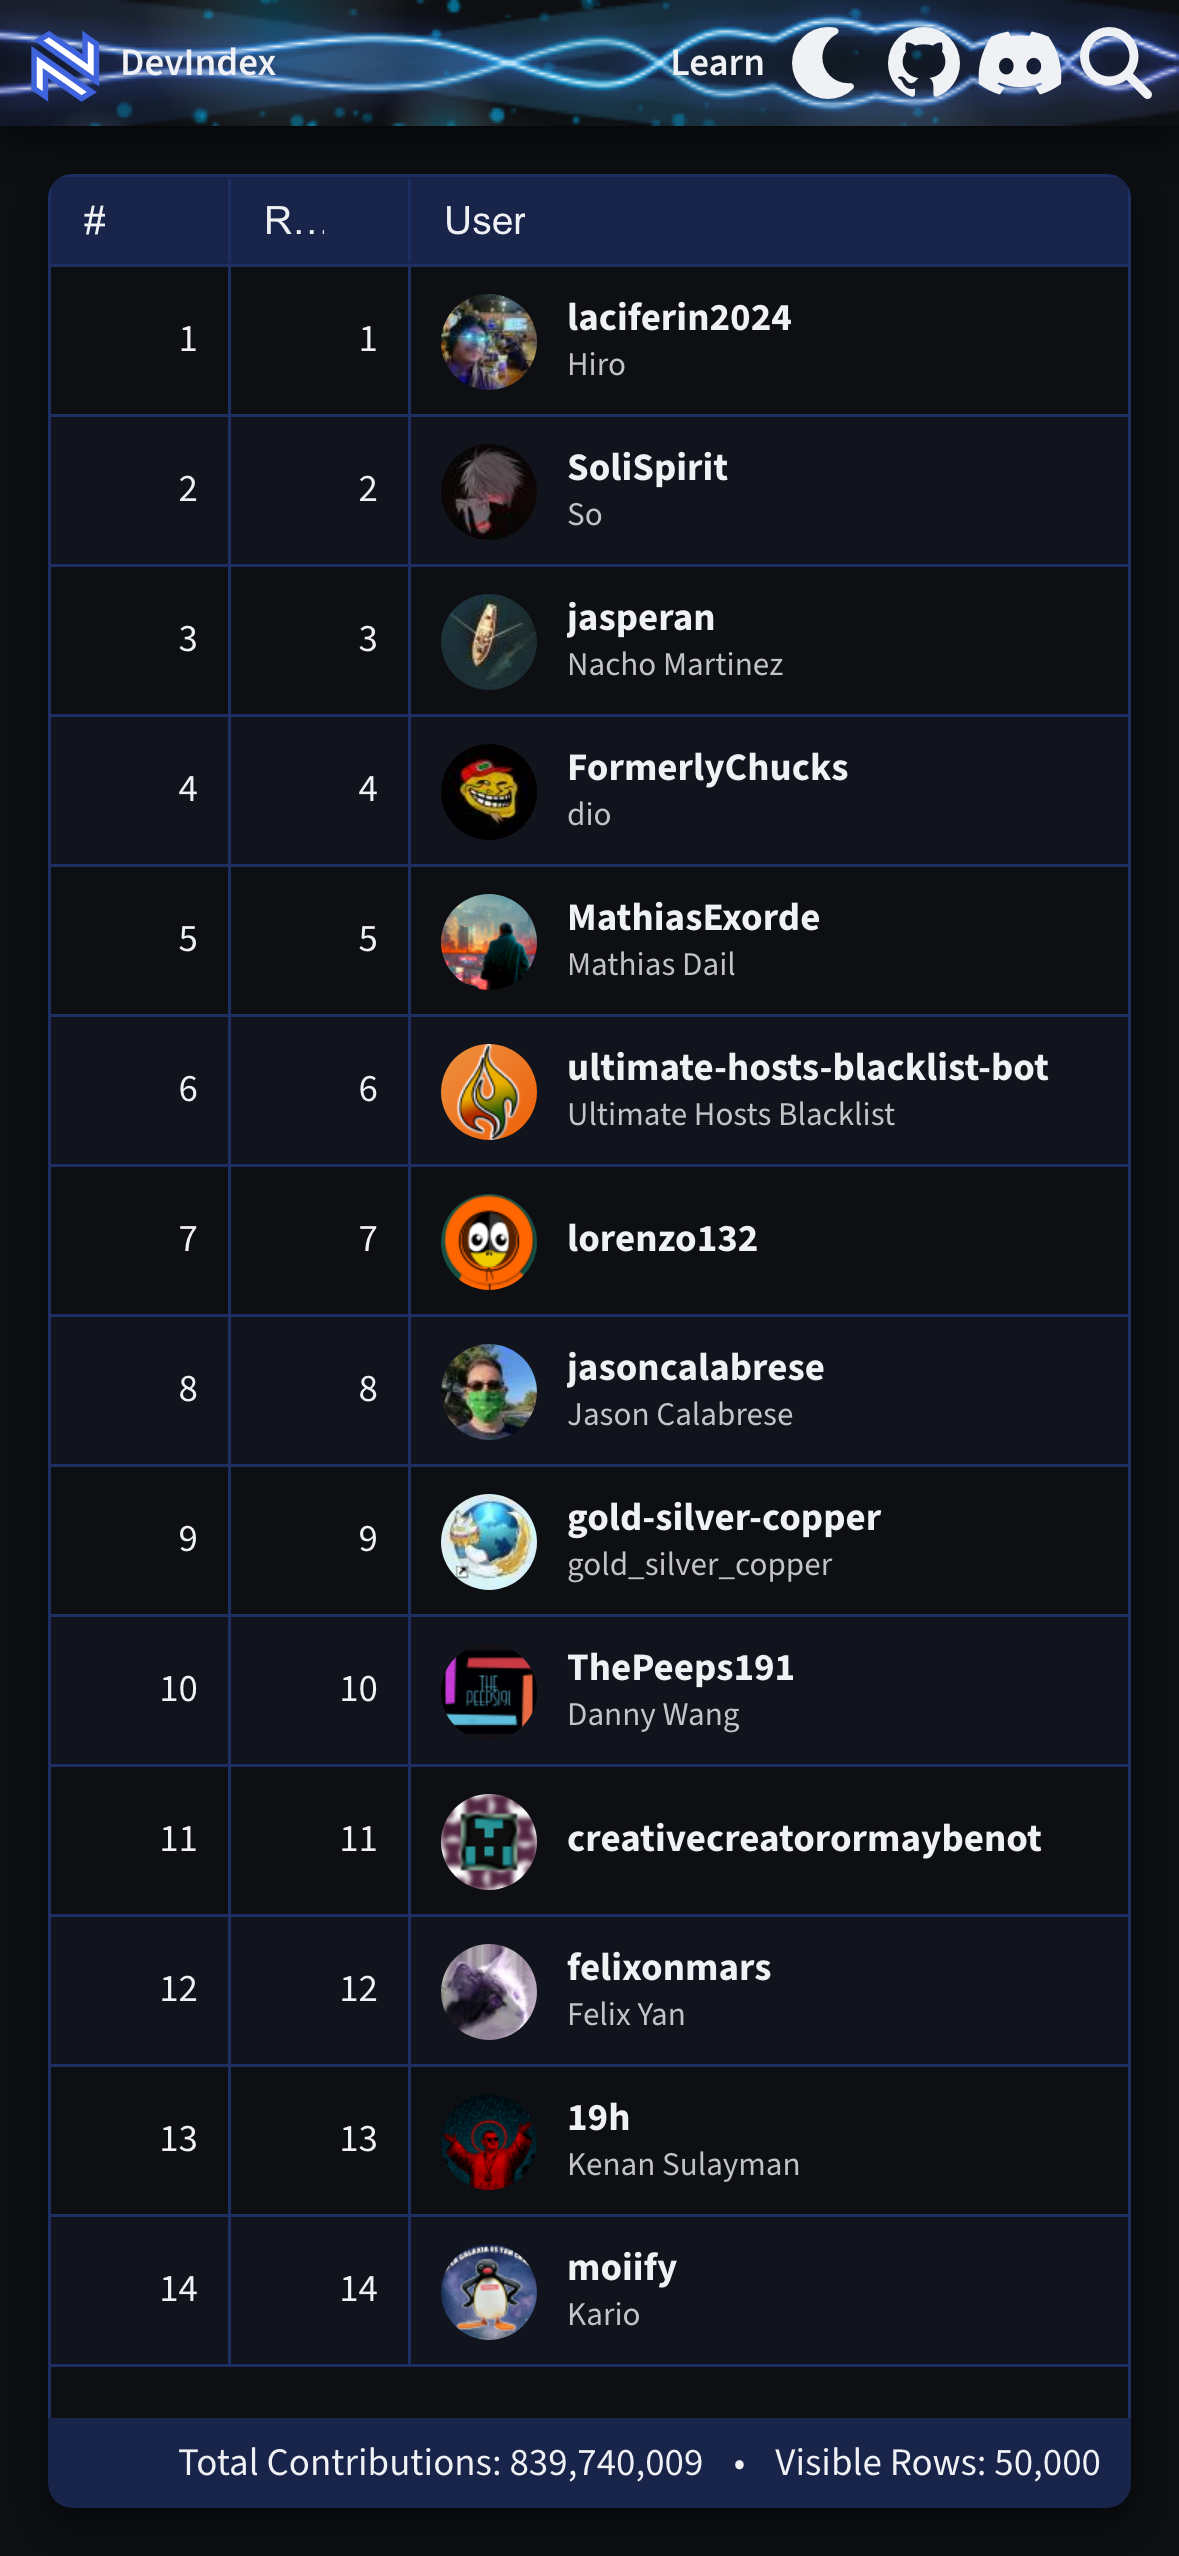 DevIndex Learn
# R... User
1 1 laciferin2024
Hiro
2 2 SoliSpirit
So
3 3 jasperan
Nacho Martinez
4 4 FormerlyChucks
dio
5 5 MathiasExorde
Mathias Dail
6 6 ultimate-hosts-blacklist-bot
Ultimate Hosts Blacklist
7 7 lorenzo132
8 8 jasoncalabrese
Jason Calabrese
9 9 gold-silver-copper
gold_silver_copper
10 10 ThePeeps191
Danny Wang
THE
PEEPS191
11 11 creativecreatorormaybenot
12 12 felixonmars
Felix Yan
13 13 19h
Kenan Sulayman
14 14 moiify
Kario
Total Contributions: 839,740,009 • Visible Rows: 50,000